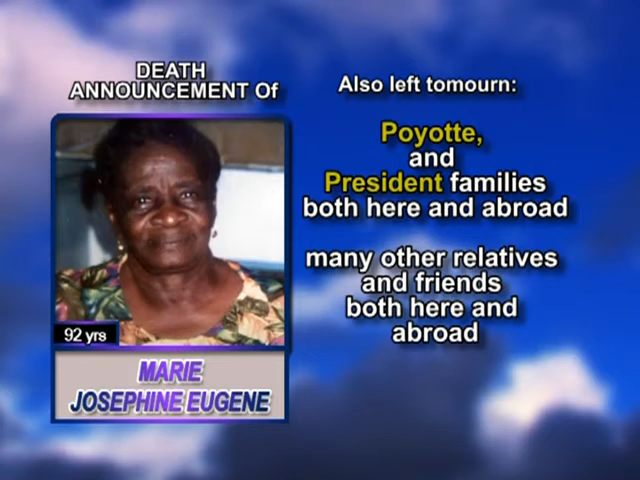 DEATH
ANNOUNCEMENT Of
92 yrs
MARIE
JOSEPHINE EUGENE
Also left tomourn:
Poyotte,
and
President families
both here and abroad
many other relatives
and friends
both here and
abroad